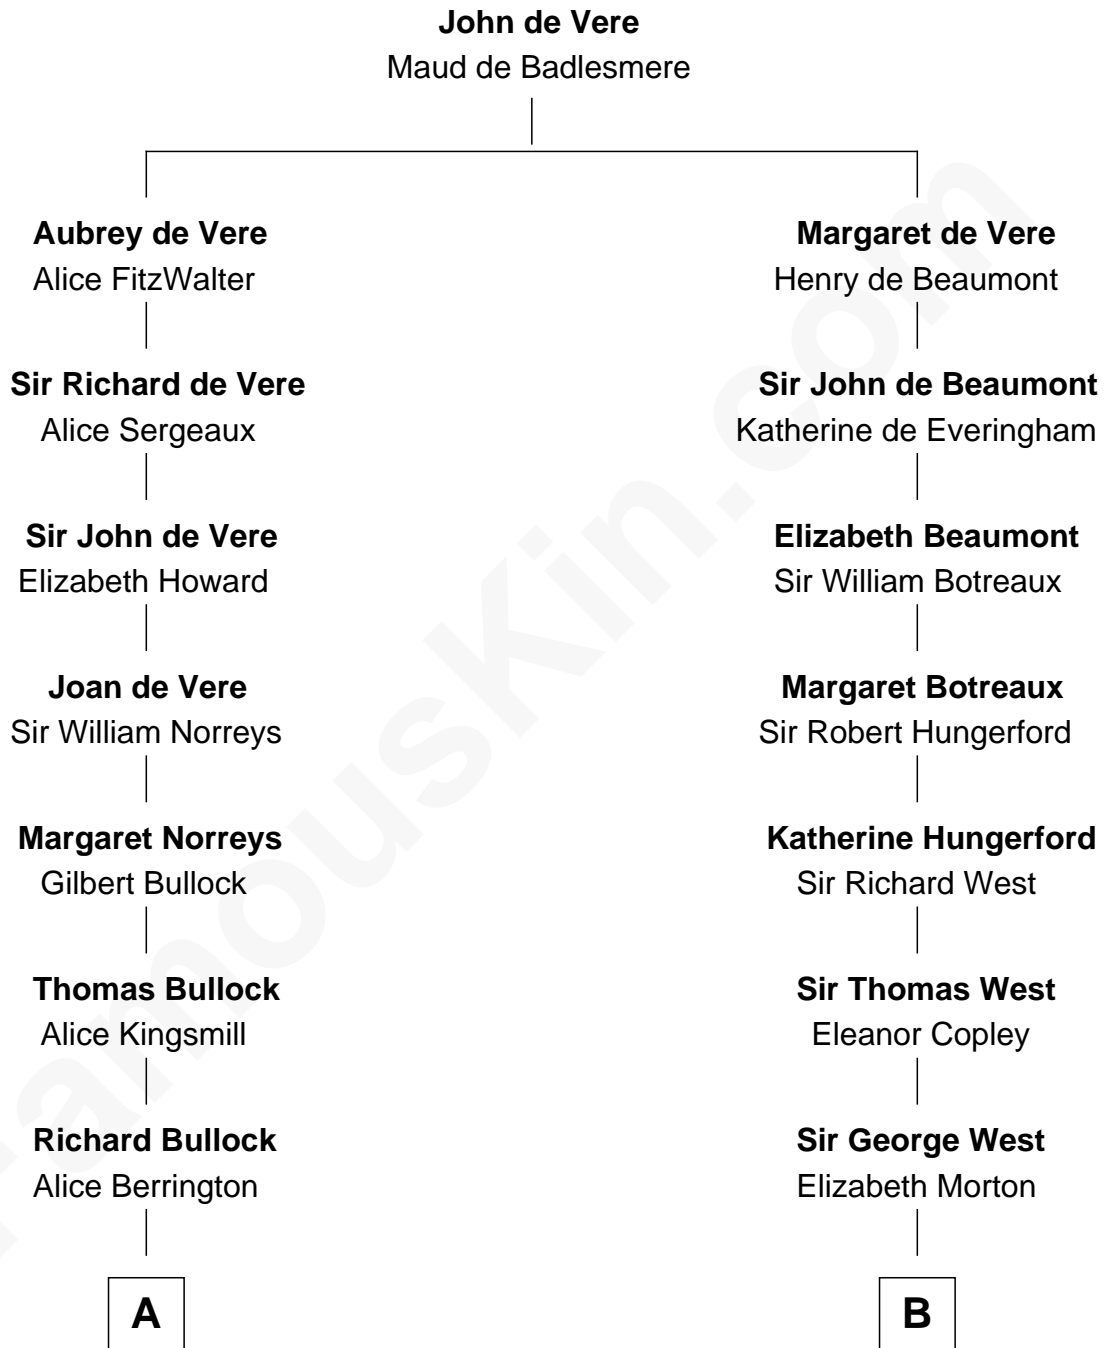 John de Vere
Maud de Badlesmere
Aubrey de Vere
Alice FitzWalter
Margaret de Vere
Henry de Beaumont
Sir Richard de Vere
Alice Sergeaux
Sir John de Beaumont
Katherine de Everingham
Sir John de Vere
Elizabeth Howard
Elizabeth Beaumont
Sir William Botreaux
Joan de Vere
Sir William Norreys
Margaret Botreaux
Sir Robert Hungerford
Margaret Norreys
Gilbert Bullock
Katherine Hungerford
Sir Richard West
Thomas Bullock
Alice Kingsmill
Sir Thomas West
Eleanor Copley
Richard Bullock
Alice Berrington
Sir George West
Elizabeth Morton
A
B
FamousKin.com